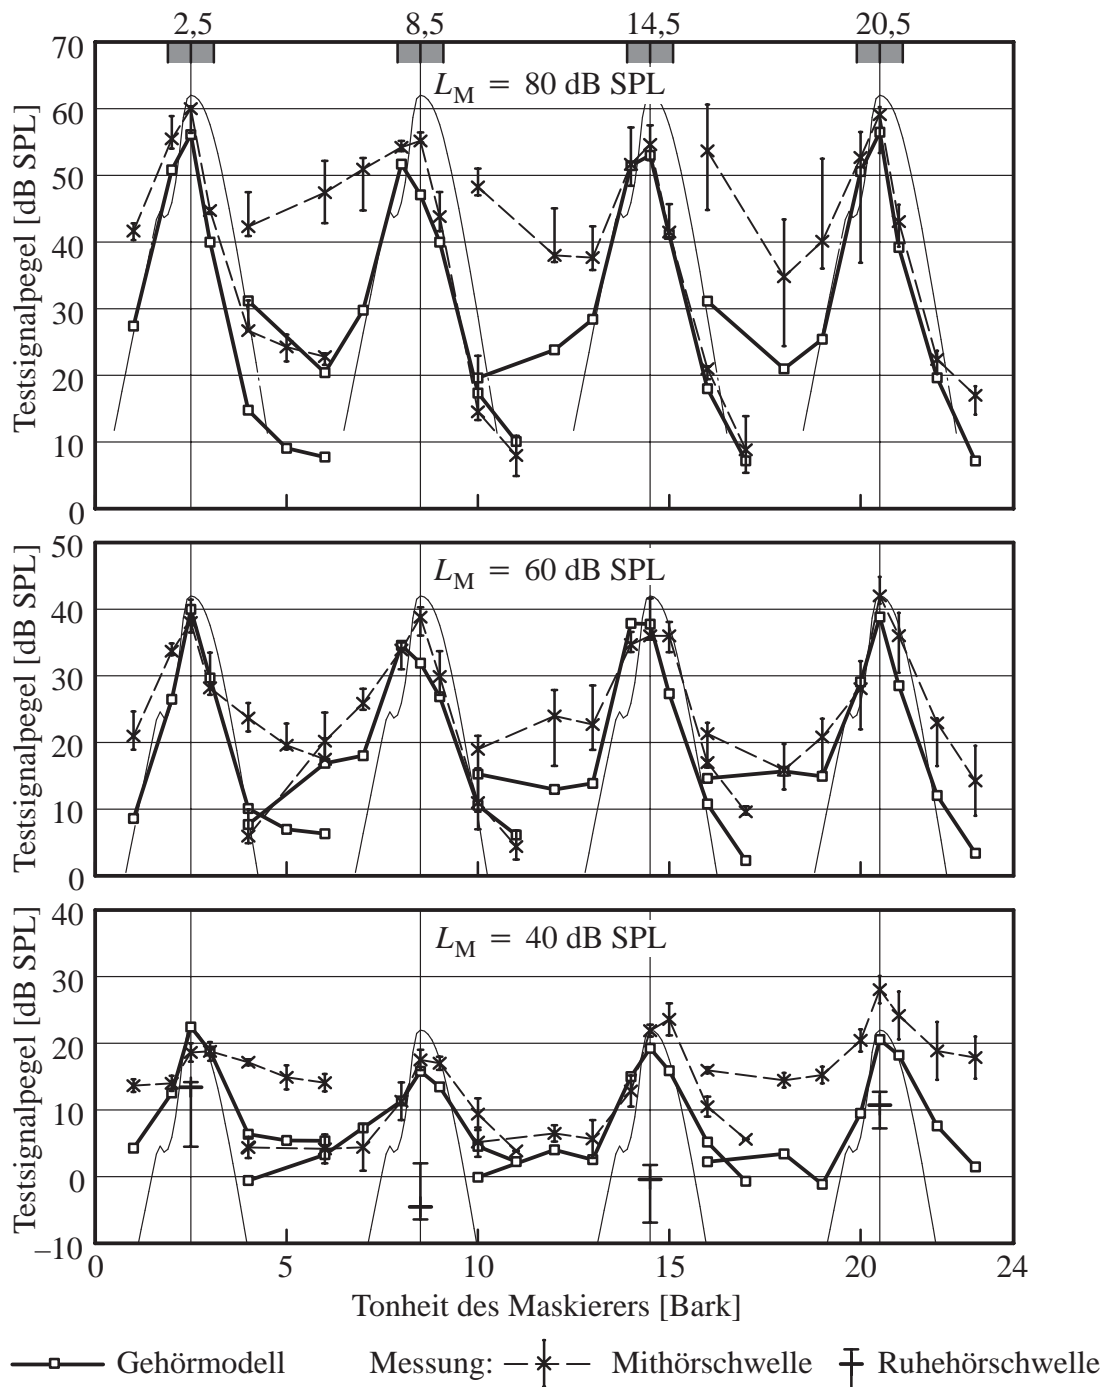 2,5 8,5 14,5 20,5
70
60
50
40
30
20
10
0
Testsignalpegel [dB SPL]
L_M = 80 dB SPL
50
40
30
20
10
0
Testsignalpegel [dB SPL]
L_M = 60 dB SPL
40
30
20
10
0
–10
Testsignalpegel [dB SPL]
L_M = 40 dB SPL
0 5 10 15 20 24
Tonheit des Maskierers [Bark]
Gehörmodell Messung: Mithörschwelle Ruhehörschwelle